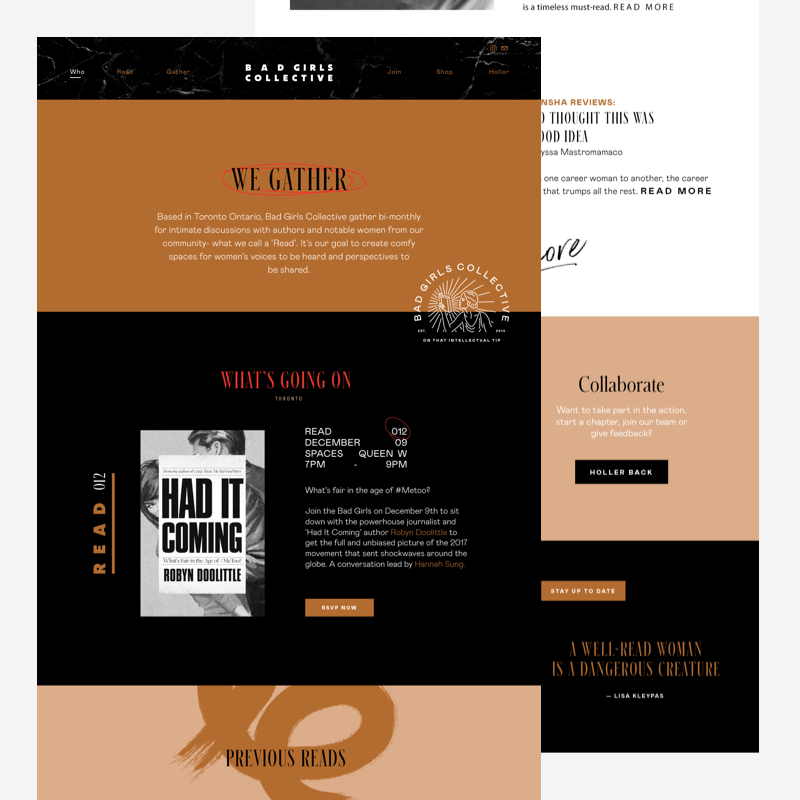 is a timeless must-read. READ MORE
Who
Read
Gather
BAD GIRLS
COLLECTIVE
Join
Shop
Holler
WE GATHER
Based in Toronto Ontario, Bad Girls Collective gather bi-monthly
for intimate discussions with authors and notable women from our
community- what we call a 'Read'. It's our goal to create comfy
spaces for women's voices to be heard and perspectives to
be shared.
BAD GIRLS COLLECTIVE
EST.
2014
ON THAT INTELLECTUAL TIP
WHAT'S GOING ON
TORONTO
READ 012
From the author of Crazy Town: The Rob Ford Story
HAD IT
COMING
What's Fair in the Age of #MeToo?
ROBYN DOOLITTLE
READ 012
DECEMBER 09
SPACES QUEEN W
7PM - 9PM
What's fair in the age of #Metoo?
Join the Bad Girls on December 9th to sit
down with the powerhouse journalist and
'Had It Coming' author Robyn Doolittle to
get the full and unbiased picture of the 2017
movement that sent shockwaves around the
globe. A conversation lead by Hannah Sung.
RSVP NOW
PREVIOUS READS
NSHA REVIEWS:
O THOUGHT THIS WAS
OOD IDEA
yssa Mastromamaco
one career woman to another, the career
that trumps all the rest. READ MORE
ore
Collaborate
Want to take part in the action,
start a chapter, join our team or
give feedback?
HOLLER BACK
STAY UP TO DATE
A WELL-READ WOMAN
IS A DANGEROUS CREATURE
— LISA KLEYPAS